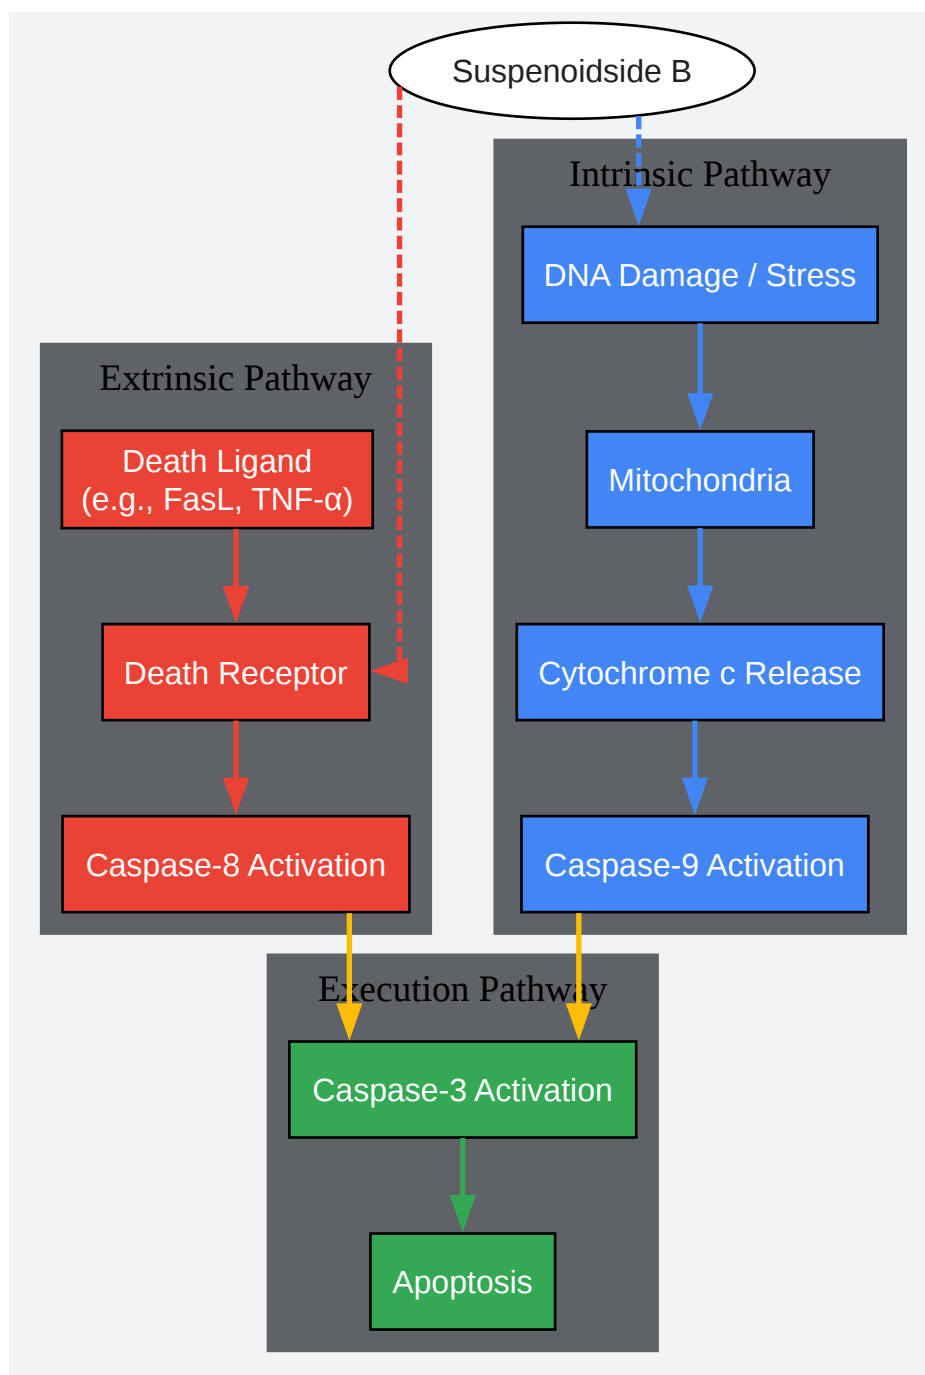 Suspenoidside B
Intrinsic Pathway
DNA Damage / Stress
Mitochondria
Cytochrome c Release
Caspase-9 Activation
Extrinsic Pathway
Death Ligand
(e.g., FasL, TNF-α)
Death Receptor
Caspase-8 Activation
Execution Pathway
Caspase-3 Activation
Apoptosis